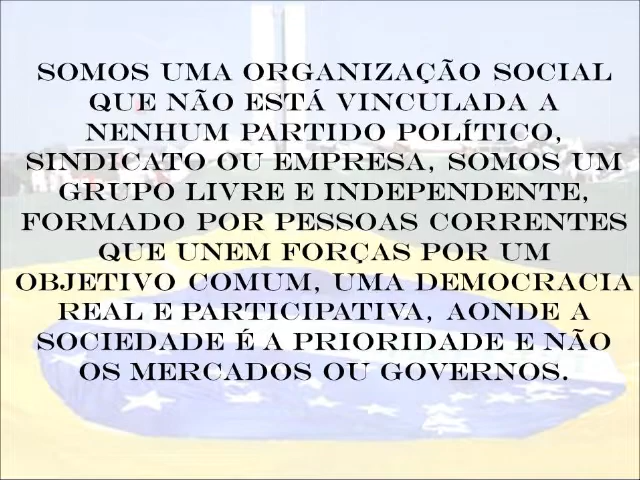 SOMOS UMA ORGANIZAÇÃO SOCIAL
QUE NÃO ESTÁ VINCULADA A
NENHUM PARTIDO POLÍTICO,
SINDICATO OU EMPRESA, SOMOS UM
GRUPO LIVRE E INDEPENDENTE,
FORMADO POR PESSOAS CORRENTES
QUE UNEM FORÇAS POR UM
OBJETIVO COMUM, UMA DEMOCRACIA
REAL E PARTICIPATIVA, AONDE A
SOCIEDADE É A PRIORIDADE E NÃO
OS MERCADOS OU GOVERNOS.